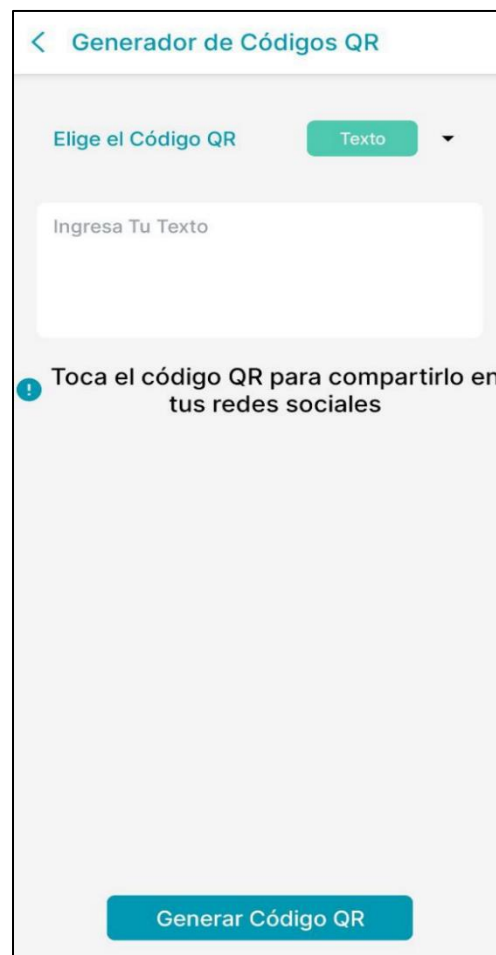 Generador de Códigos QR
Elige el Código QR Texto
Ingresa Tu Texto
Toca el código QR para compartirlo en
tus redes sociales
Generar Código QR